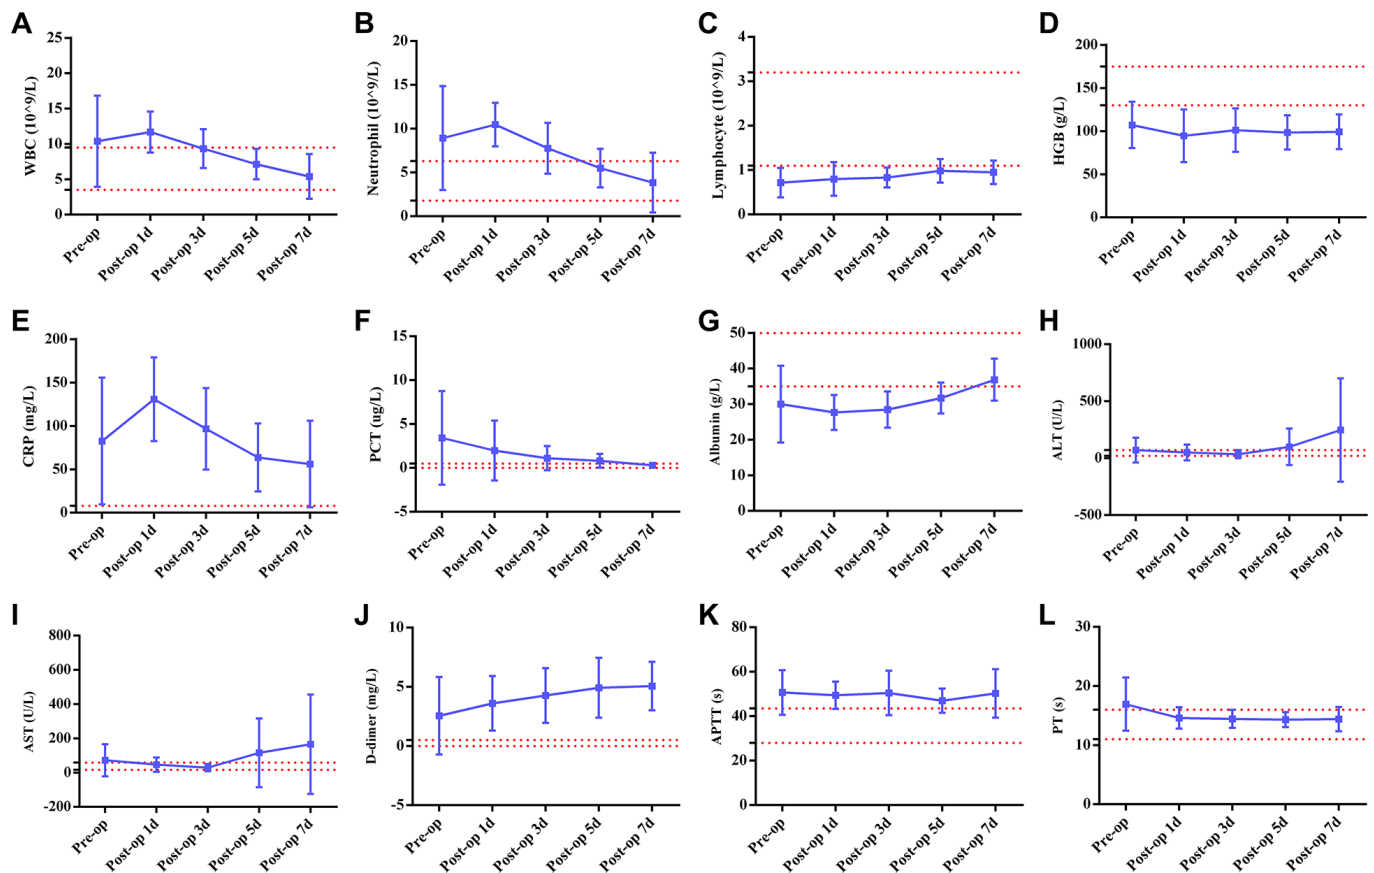 A
WBC (10^9/L)
25
20
15
10
5
0
Pre-op
Post-op 1d
Post-op 3d
Post-op 5d
Post-op 7d
B
Neutrophil (10^9/L)
20
15
10
5
0
Pre-op
Post-op 1d
Post-op 3d
Post-op 5d
Post-op 7d
C
Lymphocyte (10^9/L)
4
3
2
1
0
Pre-op
Post-op 1d
Post-op 3d
Post-op 5d
Post-op 7d
D
HGB (g/L)
200
150
100
50
0
Pre-op
Post-op 1d
Post-op 3d
Post-op 5d
Post-op 7d
E
CRP (mg/L)
200
150
100
50
0
Pre-op
Post-op 1d
Post-op 3d
Post-op 5d
Post-op 7d
F
PCT (ug/L)
15
10
5
0
-5
Pre-op
Post-op 1d
Post-op 3d
Post-op 5d
Post-op 7d
G
Albumin (g/L)
50
40
30
20
10
0
Pre-op
Post-op 1d
Post-op 3d
Post-op 5d
Post-op 7d
H
ALT (U/L)
1000
500
0
-500
Pre-op
Post-op 1d
Post-op 3d
Post-op 5d
Post-op 7d
I
AST (U/L)
800
600
400
200
0
-200
Pre-op
Post-op 1d
Post-op 3d
Post-op 5d
Post-op 7d
J
D-dimer (mg/L)
10
5
0
-5
Pre-op
Post-op 1d
Post-op 3d
Post-op 5d
Post-op 7d
K
APTT (s)
80
60
40
20
0
Pre-op
Post-op 1d
Post-op 3d
Post-op 5d
Post-op 7d
L
PT (s)
30
20
10
0
Pre-op
Post-op 1d
Post-op 3d
Post-op 5d
Post-op 7d